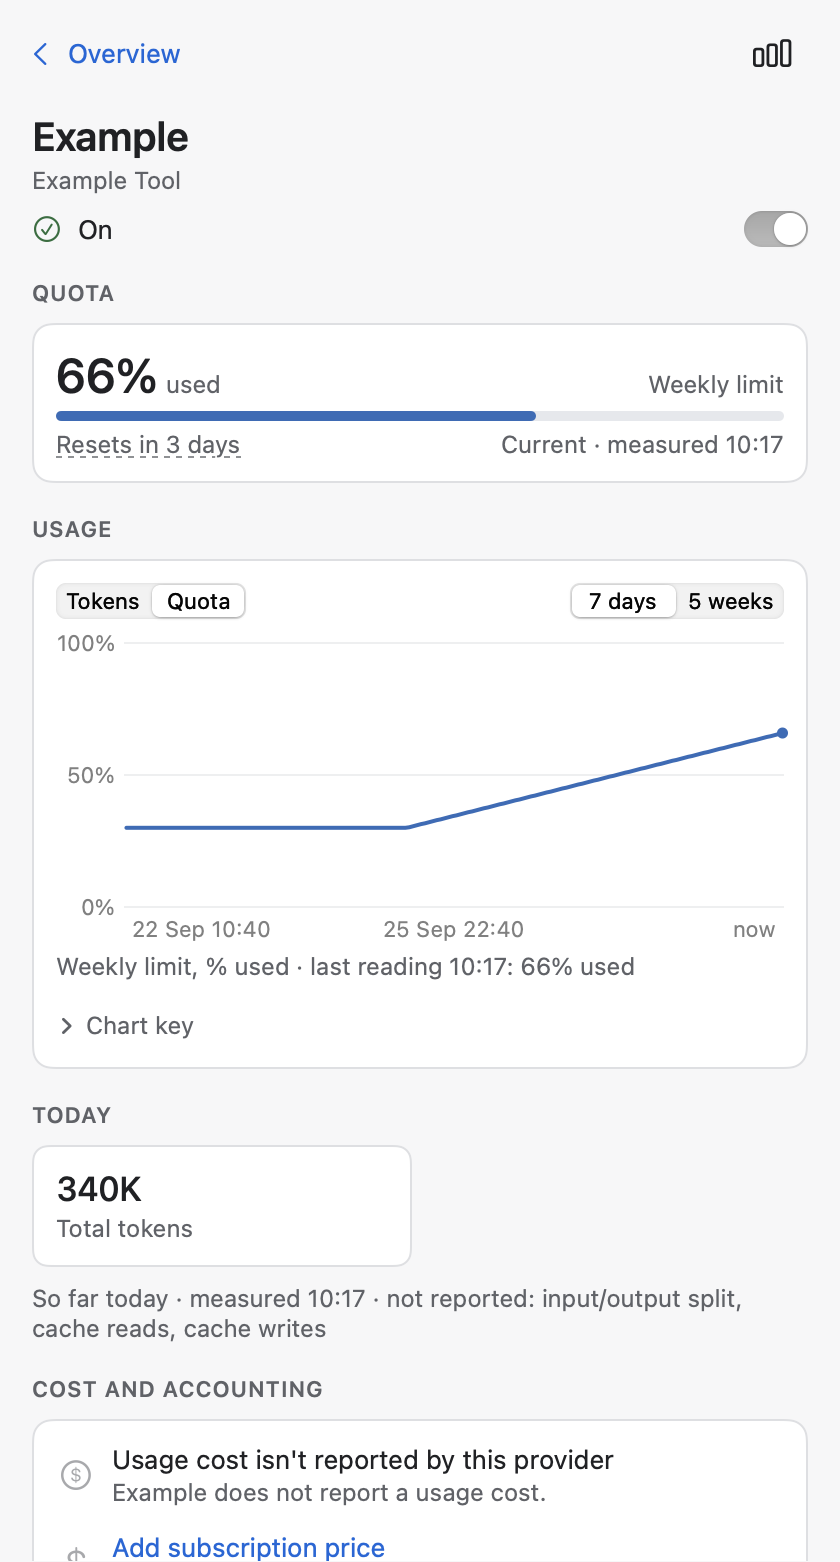 Overview
Example
Example Tool
On
QUOTA
66% used
Weekly limit
Resets in 3 days
Current · measured 10:17
USAGE
Tokens Quota
7 days 5 weeks
100%
50%
0%
22 Sep 10:40
25 Sep 22:40
now
Weekly limit, % used · last reading 10:17: 66% used
Chart key
TODAY
340K
Total tokens
So far today · measured 10:17 · not reported: input/output split,
cache reads, cache writes
COST AND ACCOUNTING
$
Usage cost isn't reported by this provider
Example does not report a usage cost.
Add subscription price